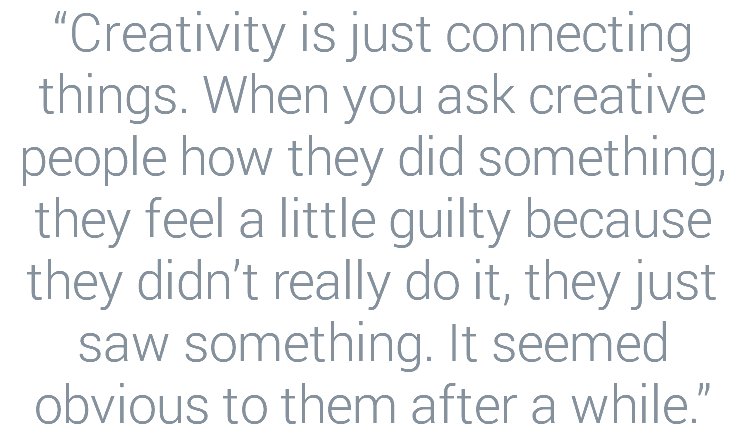 “Creativity is just connecting
things. When you ask creative
people how they did something,
they feel a little guilty because
they didn’t really do it, they just
saw something. It seemed
obvious to them after a while.”